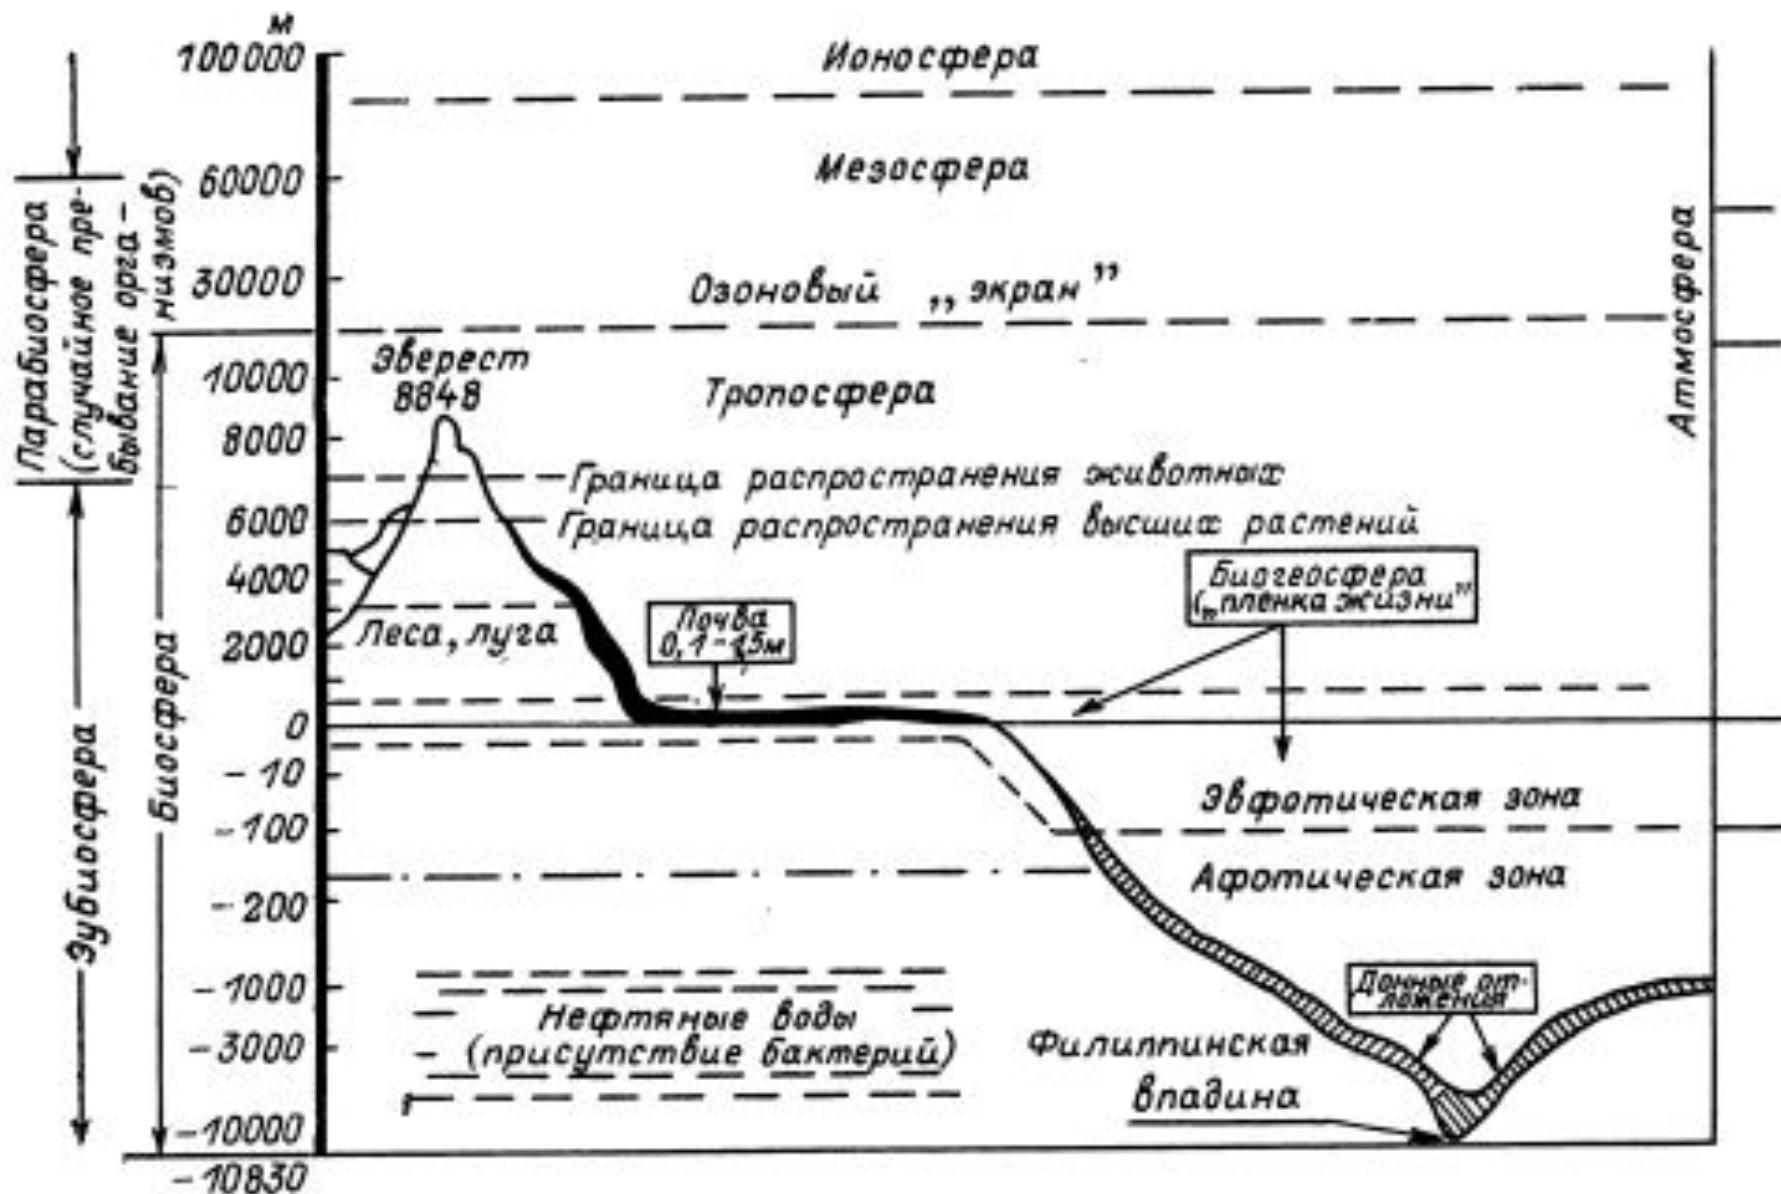 м
100000
60000
30000
10000
8000
6000
4000
2000
0
-10
-100
-200
-1000
-3000
-10000
-10830
Парабиосфера
(случайное пре-
бывание орга-
низмов)
Эубиосфера
Биосфера
Ионосфера
Мезосфера
Озоновый „экран”
Эверест
8848
Тропосфера
Граница распространения животных
Граница распространения высших растений
Биогеосфера
(„пленка жизни”
Леса, луга
Почва
0,1-1,5м
Эвфотическая зона
Афотическая зона
Нефтяные воды
(присутствие бактерий)
Донные от-
ложения
Филиппинская
впадина
Атмосфера